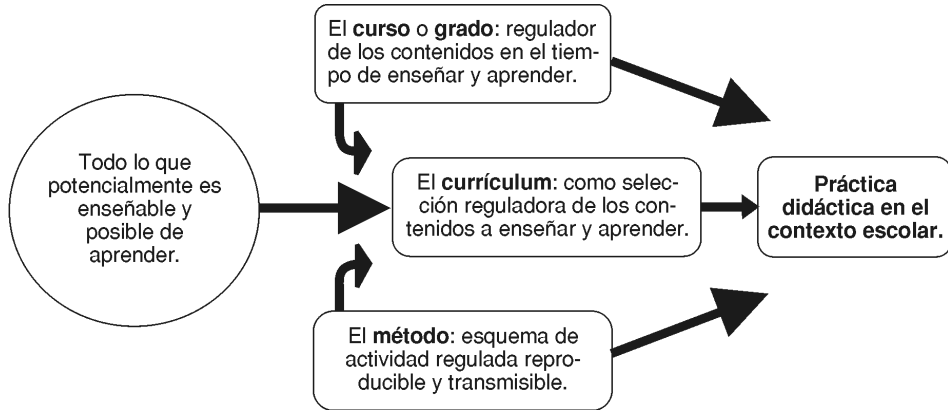 El curso o grado: regulador
de los contenidos en el tiem-
po de enseñar y aprender.
Todo lo que
potencialmente es
enseñable y
posible de
aprender.
El currículum: como selec-
ción reguladora de los con-
tenidos a enseñar y aprender.
Práctica
didáctica en el
contexto escolar.
El método: esquema de
actividad regulada repro-
ducible y transmisible.